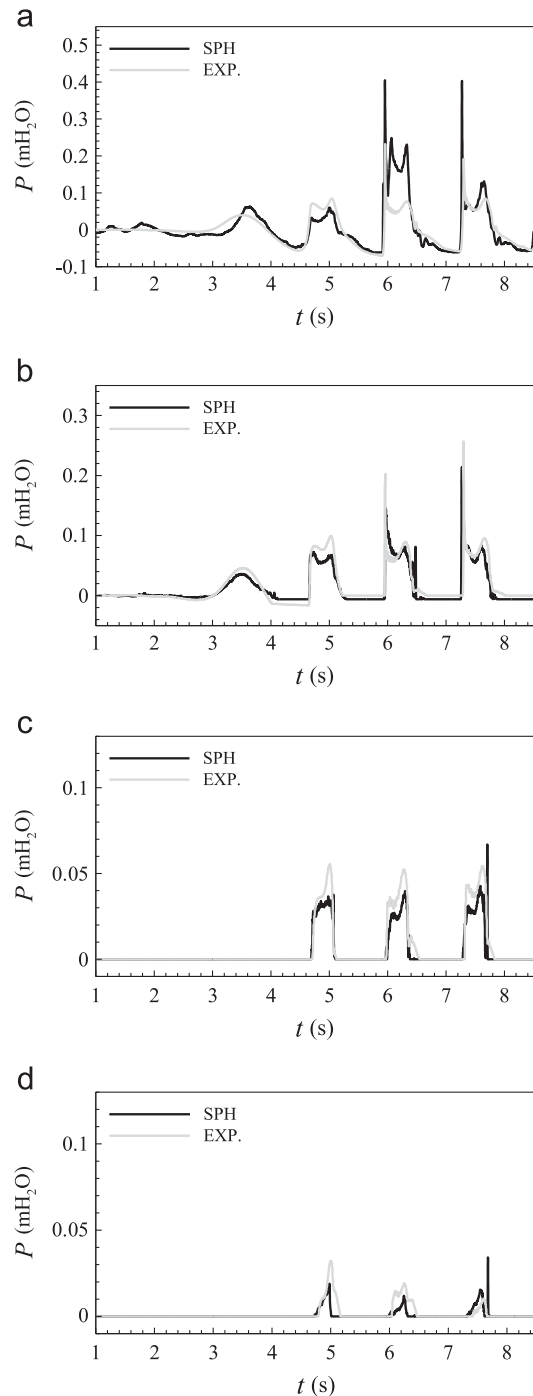 a
SPH
EXP.
0.5
0.4
0.3
0.2
0.1
0
-0.1
P (mH₂O)
1 2 3 4 5 6 7 8
t (s)
b
SPH
EXP.
0.3
0.2
0.1
0
P (mH₂O)
1 2 3 4 5 6 7 8
t (s)
c
SPH
EXP.
0.1
0.05
0
P (mH₂O)
1 2 3 4 5 6 7 8
t (s)
d
SPH
EXP.
0.1
0.05
0
P (mH₂O)
1 2 3 4 5 6 7 8
t (s)